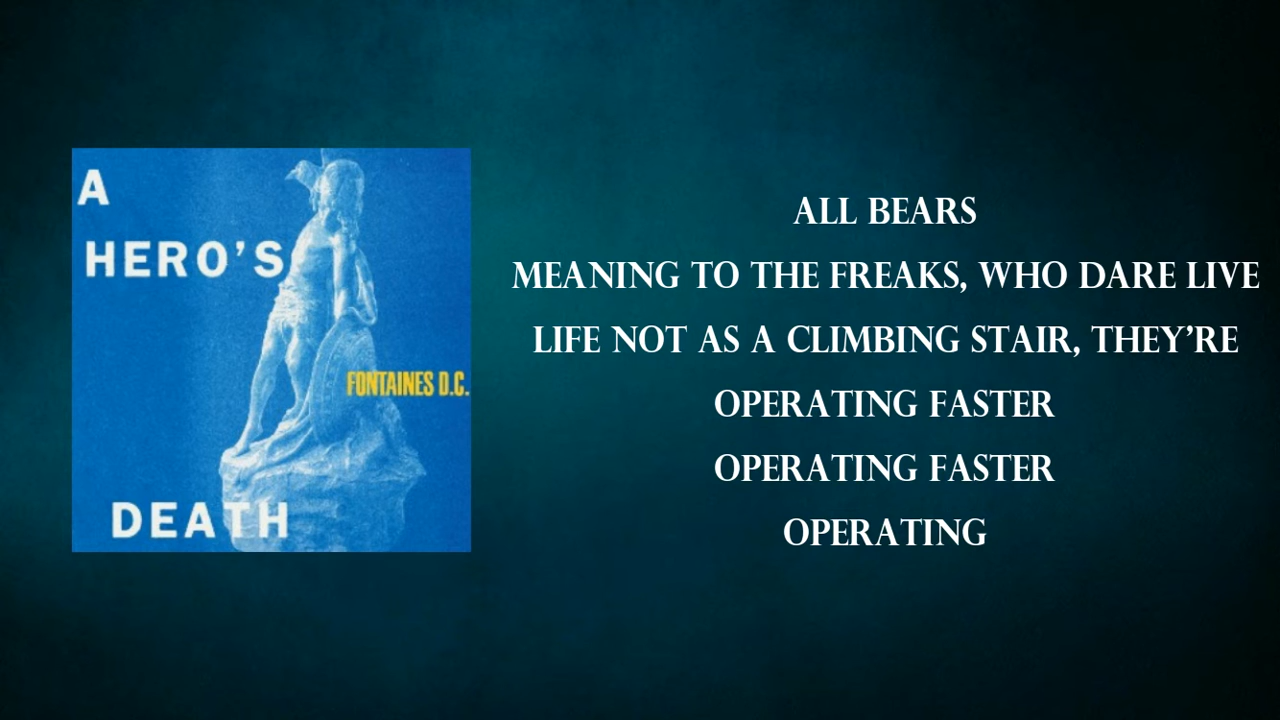 A
HERO'S
FONTAINES D.C.
DEATH
ALL BEARS
MEANING TO THE FREAKS, WHO DARE LIVE
LIFE NOT AS A CLIMBING STAIR, THEY'RE
OPERATING FASTER
OPERATING FASTER
OPERATING